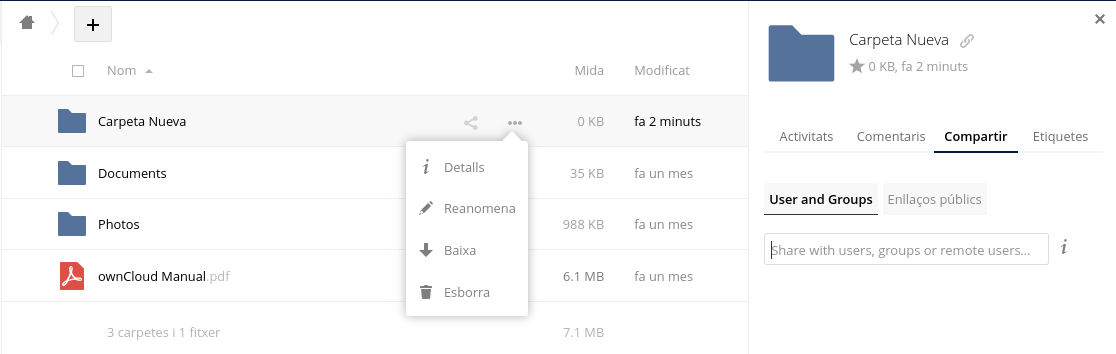 Nom Mida Modificat
Carpeta Nueva 0 KB fa 2 minuts
Documents 35 KB fa un mes
Photos 988 KB fa un mes
ownCloud Manual.pdf 6.1 MB fa un mes
3 carpetes i 1 fitxer 7.1 MB
Detalls
Reanomena
Baixa
Esborra
Carpeta Nueva
0 KB, fa 2 minuts
Activitats Comentaris Compartir Etiquetes
User and Groups Enllaços públics
Share with users, groups or remote users...